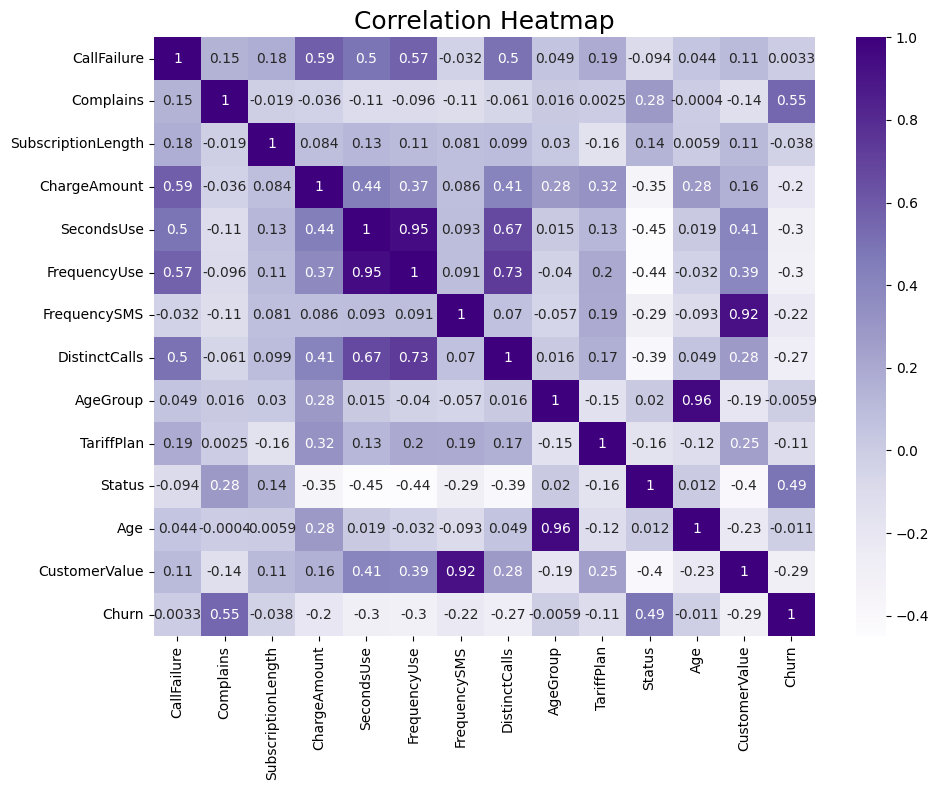 Correlation Heatmap
CallFailure 1 0.15 0.18 0.59 0.5 0.57 -0.032 0.5 0.049 0.19 -0.094 0.044 0.11 0.0033
Complains 0.15 1 -0.019 -0.036 -0.11 -0.096 -0.11 -0.061 0.016 0.0025 0.28 -0.0004 -0.14 0.55
SubscriptionLength 0.18 -0.019 1 0.084 0.13 0.11 0.081 0.099 0.03 -0.16 0.14 0.0059 0.11 -0.038
ChargeAmount 0.59 -0.036 0.084 1 0.44 0.37 0.086 0.41 0.28 0.32 -0.35 0.28 0.16 -0.2
SecondsUse 0.5 -0.11 0.13 0.44 1 0.95 0.093 0.67 0.015 0.13 -0.45 0.019 0.41 -0.3
FrequencyUse 0.57 -0.096 0.11 0.37 0.95 1 0.091 0.73 -0.04 0.2 -0.44 -0.032 0.39 -0.3
FrequencySMS -0.032 -0.11 0.081 0.086 0.093 0.091 1 0.07 -0.057 0.19 -0.29 -0.093 0.92 -0.22
DistinctCalls 0.5 -0.061 0.099 0.41 0.67 0.73 0.07 1 0.016 0.17 -0.39 0.049 0.28 -0.27
AgeGroup 0.049 0.016 0.03 0.28 0.015 -0.04 -0.057 0.016 1 -0.15 0.02 0.96 -0.19 -0.0059
TariffPlan 0.19 0.0025 -0.16 0.32 0.13 0.2 0.19 0.17 -0.15 1 -0.16 -0.12 0.25 -0.11
Status -0.094 0.28 0.14 -0.35 -0.45 -0.44 -0.29 -0.39 0.02 -0.16 1 0.012 -0.4 0.49
Age 0.044 -0.0004 0.0059 0.28 0.019 -0.032 -0.093 0.049 0.96 -0.12 0.012 1 -0.23 -0.011
CustomerValue 0.11 -0.14 0.11 0.16 0.41 0.39 0.92 0.28 -0.19 0.25 -0.4 -0.23 1 -0.29
Churn 0.0033 0.55 -0.038 -0.2 -0.3 -0.3 -0.22 -0.27 -0.0059 -0.11 0.49 -0.011 -0.29 1
CallFailure
Complains
SubscriptionLength
ChargeAmount
SecondsUse
FrequencyUse
FrequencySMS
DistinctCalls
AgeGroup
TariffPlan
Status
Age
CustomerValue
Churn
1.0
0.8
0.6
0.4
0.2
0.0
−0.2
−0.4